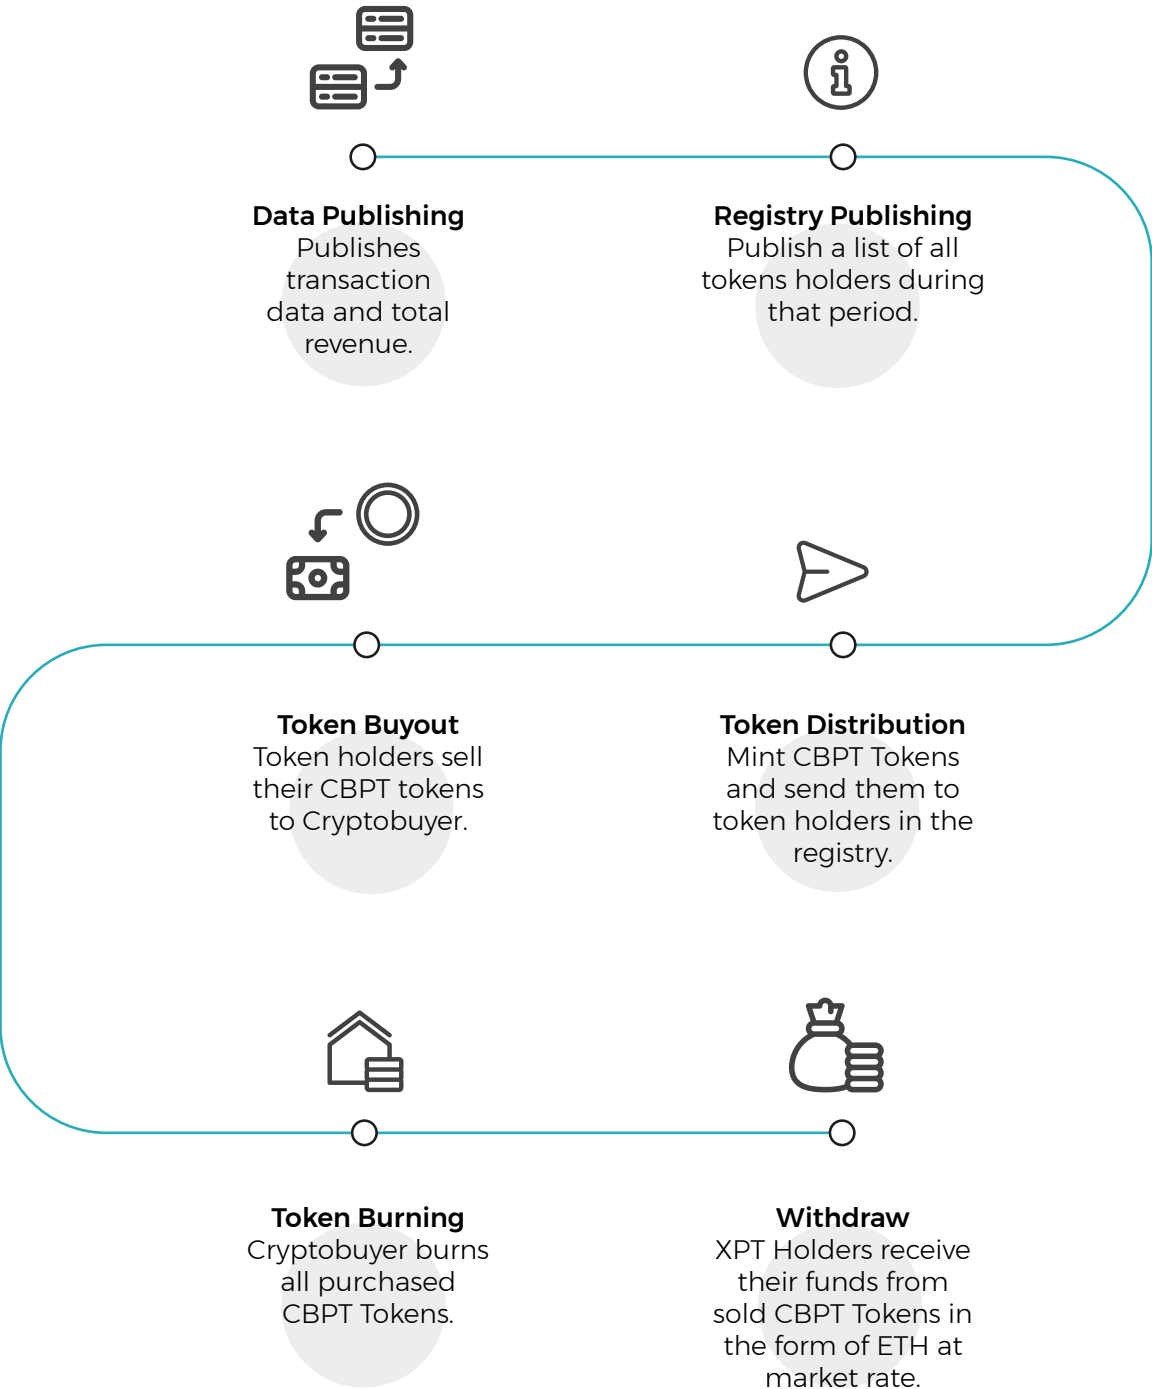 Data Publishing
Publishes
transaction
data and total
revenue.
Registry Publishing
Publish a list of all
tokens holders during
that period.
Token Distribution
Mint CBPT Tokens
and send them to
token holders in the
registry.
Token Buyout
Token holders sell
their CBPT tokens
to Cryptobuyer.
Token Burning
Cryptobuyer burns
all purchased
CBPT Tokens.
Withdraw
XPT Holders receive
their funds from
sold CBPT Tokens in
the form of ETH at
market rate.